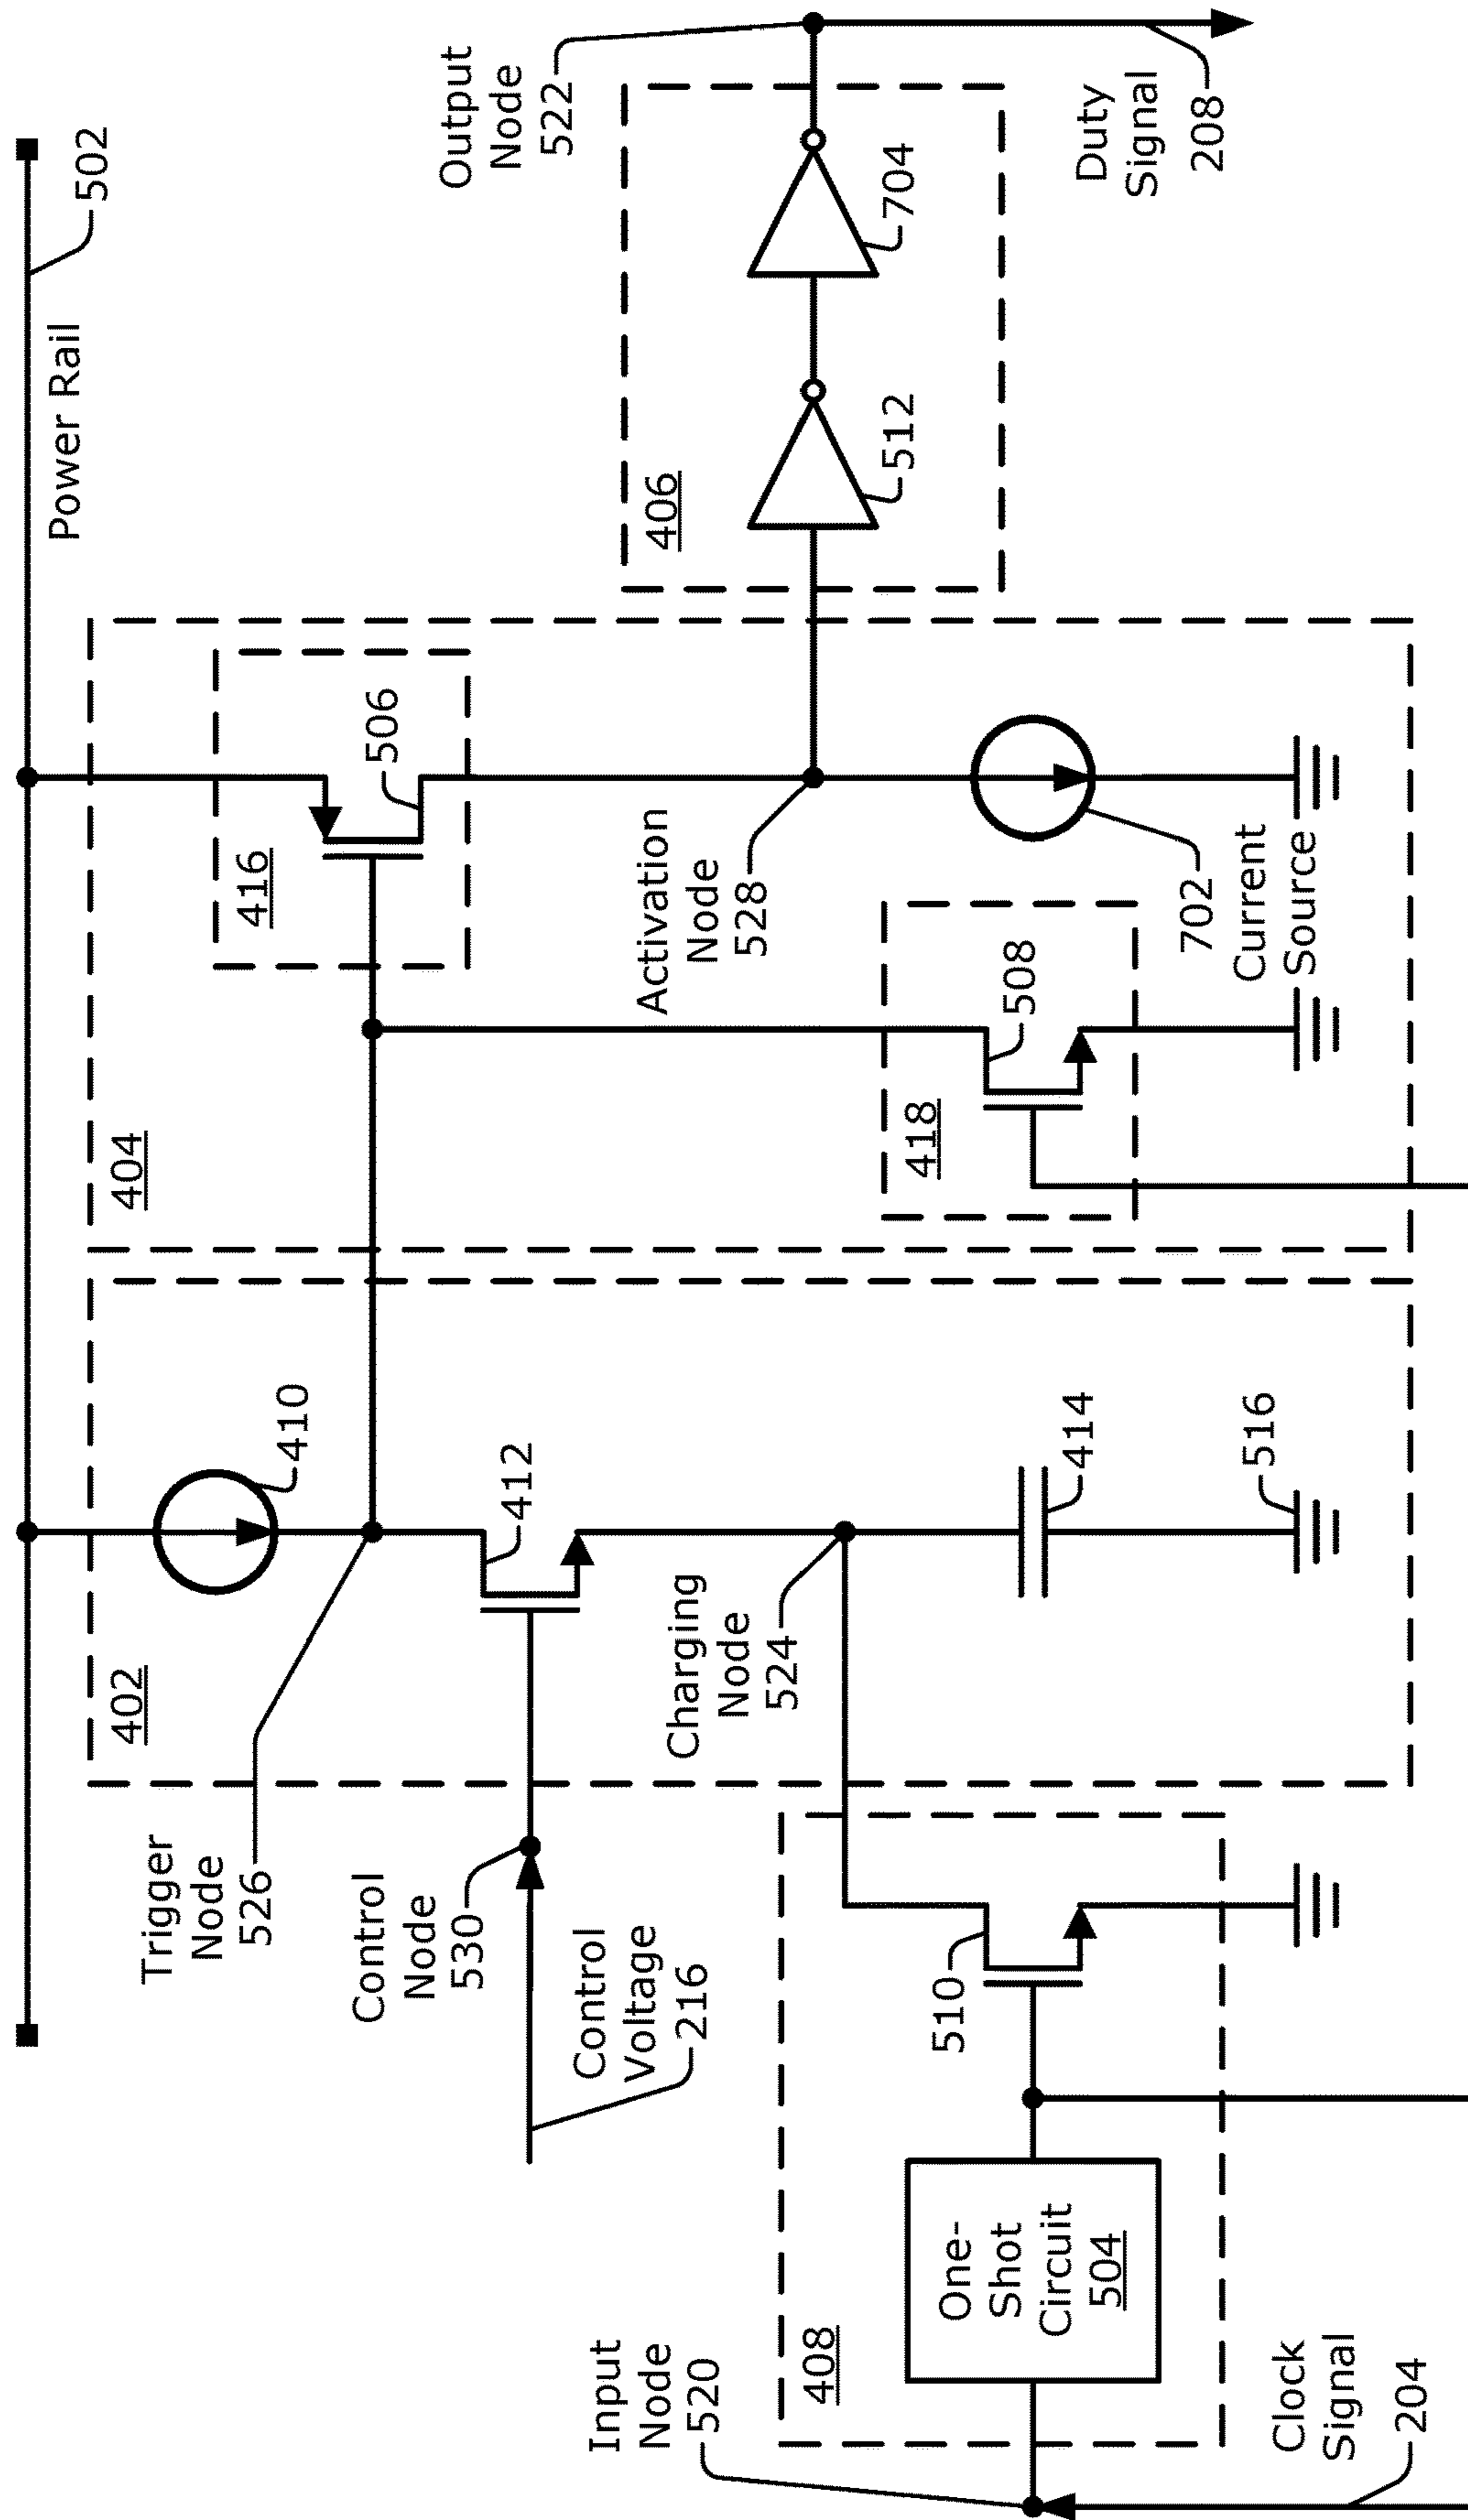 Power Rail
502
402
410
Trigger
Node
526
412
Control
Node
530
Control
Voltage
216
Charging
Node
524
414
516
404
416
506
Activation
Node
528
418
508
702
Current
Source
406
512
704
Output
Node
522
Duty
Signal
208
Input
Node
520
408
One-
Shot
Circuit
504
510
Clock
Signal
204